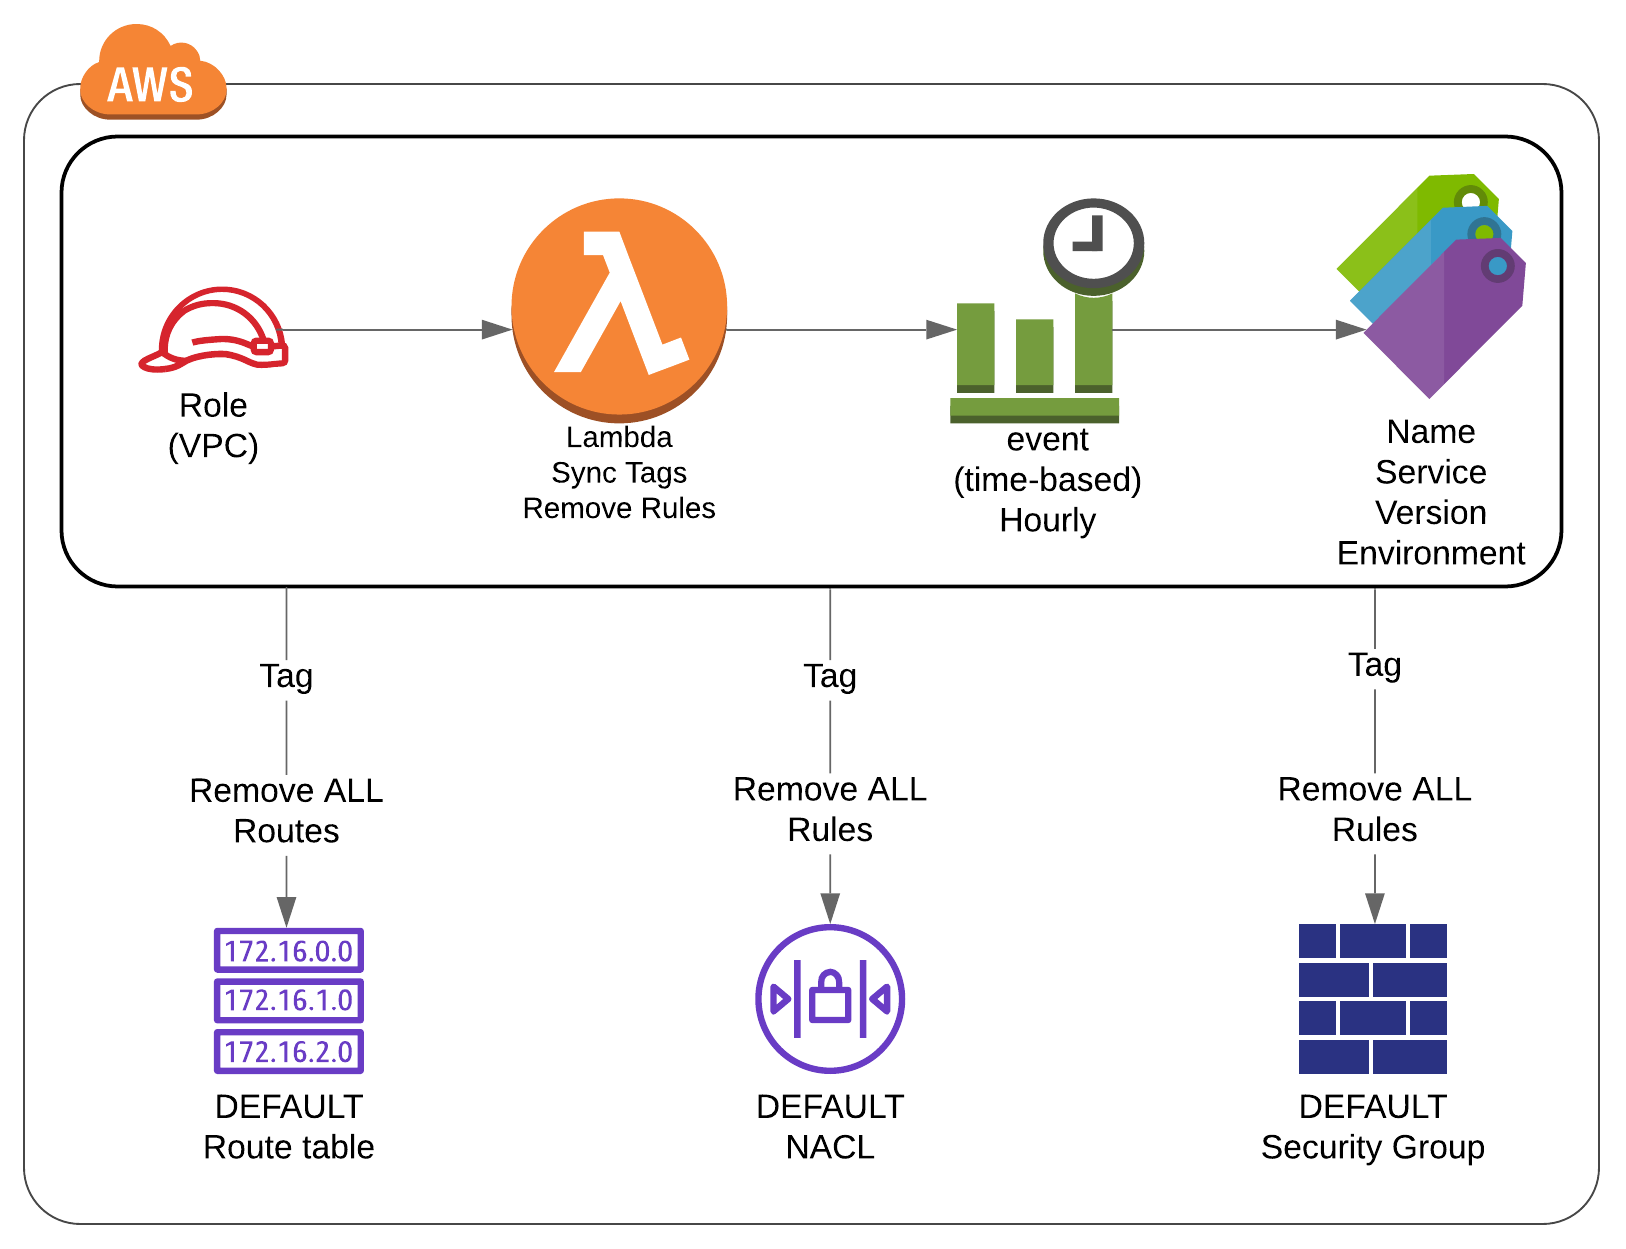 AWS
Role
(VPC)
Lambda
Sync Tags
Remove Rules
event
(time-based)
Hourly
Name
Service
Version
Environment
Tag
Remove ALL
Routes
172.16.0.0
172.16.1.0
172.16.2.0
DEFAULT
Route table
Tag
Remove ALL
Rules
DEFAULT
NACL
Tag
Remove ALL
Rules
DEFAULT
Security Group